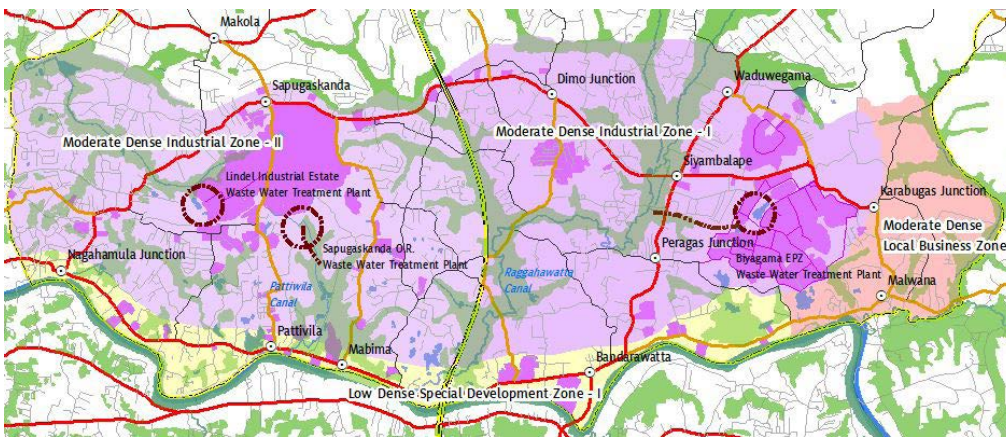 Makola
Sapugaskanda
Dimo Junction
Waduwegama
Moderate Dense Industrial Zone - II
Moderate Dense Industrial Zone - I
Siyambalape
Lindel Industrial Estate
Waste Water Treatment Plant
Karabugas Junction
Moderate Dense
Local Business Zone
Nagahamula Junction
Sapugaskanda O.R.
Waste Water Treatment Plant
Peragas Junction
Biyagama EPZ
Waste Water Treatment Plant
Raggahawatta
Canal
Pattiwila
Canal
Malwana
Pattivila
Mabima
Bandarawatta
Low Dense Special Development Zone - I